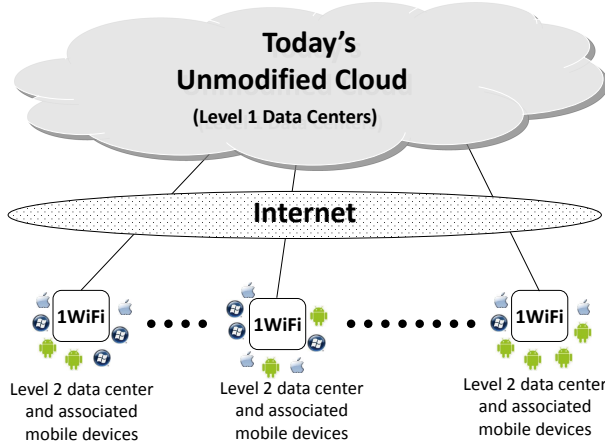 Today's
Unmodified Cloud
(Level 1 Data Centers)
Internet
1WiFi
1WiFi
1WiFi
Level 2 data center
and associated
mobile devices
Level 2 data center
and associated
mobile devices
Level 2 data center
and associated
mobile devices